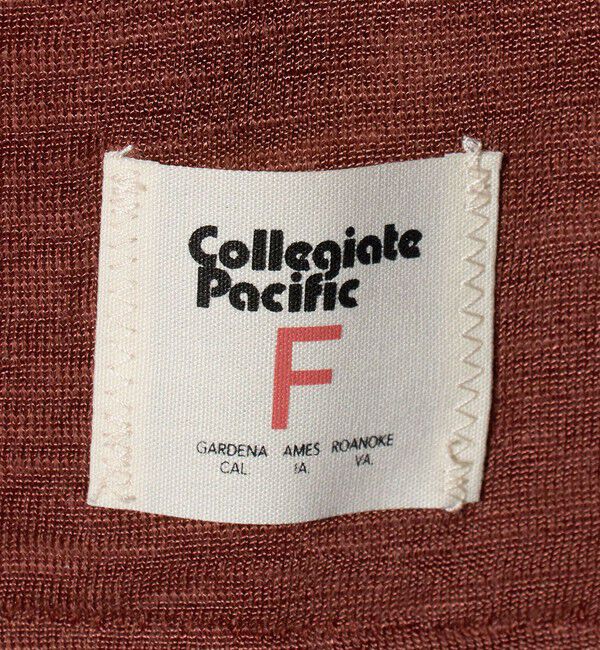 Collegiate
Pacific
F
GARDENA AMES ROANOKE
CAL. IA. VA.